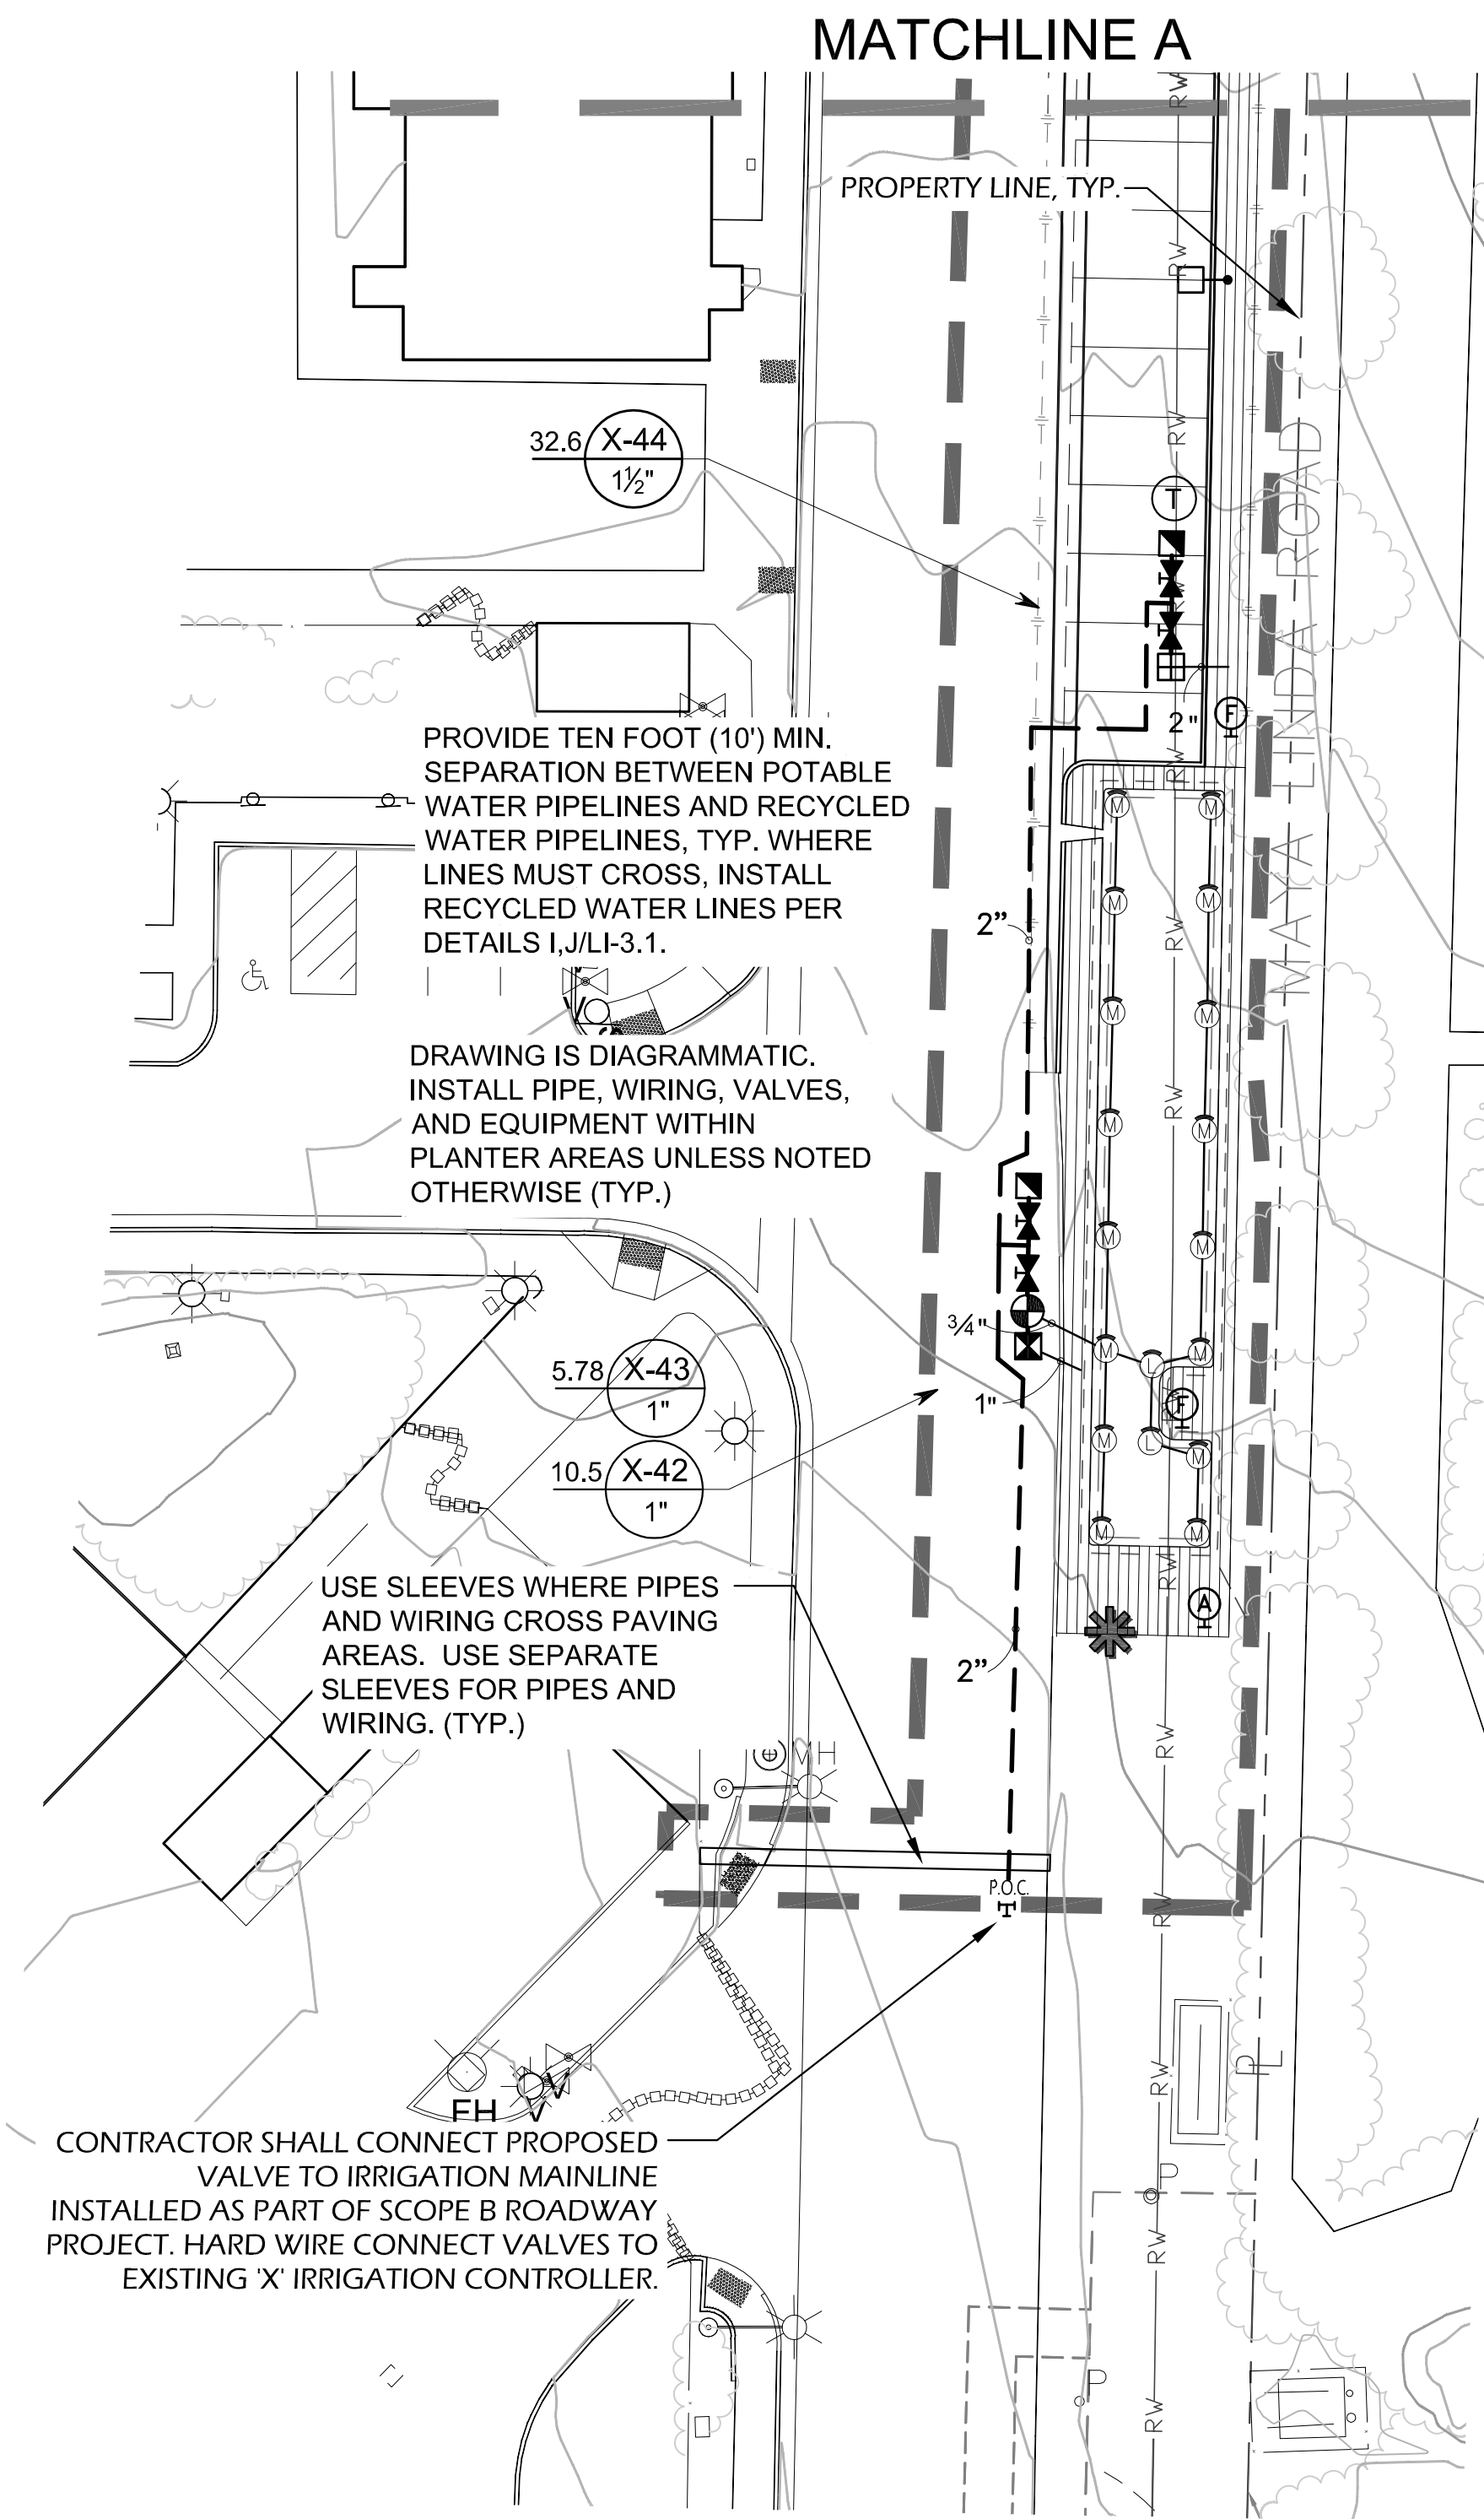 MATCHLINE A
RW
PROPERTY LINE, TYP.
RW
32.6 X-44
1½"
RW
T
RW
MAYA LINDA ROAD
2"
F
RW
PROVIDE TEN FOOT (10') MIN.
SEPARATION BETWEEN POTABLE
WATER PIPELINES AND RECYCLED
WATER PIPELINES, TYP. WHERE
LINES MUST CROSS, INSTALL
RECYCLED WATER LINES PER
DETAILS I,J/LI-3.1.
M M
M M
2”
RW
V
M M
DRAWING IS DIAGRAMMATIC.
INSTALL PIPE, WIRING, VALVES,
AND EQUIPMENT WITHIN
PLANTER AREAS UNLESS NOTED
OTHERWISE (TYP.)
RW
M M
M M
3/4"
M L M
5.78 X-43
1"
1"
F
M L M
10.5 X-42
1"
M M
RW
USE SLEEVES WHERE PIPES
AND WIRING CROSS PAVING
AREAS. USE SEPARATE
SLEEVES FOR PIPES AND
WIRING. (TYP.)
A
2”
RW
MH
P.O.C.
RW
PL
RW
FH V V
CONTRACTOR SHALL CONNECT PROPOSED
VALVE TO IRRIGATION MAINLINE
INSTALLED AS PART OF SCOPE B ROADWAY
PROJECT. HARD WIRE CONNECT VALVES TO
EXISTING 'X' IRRIGATION CONTROLLER.
P
RW
P
RW